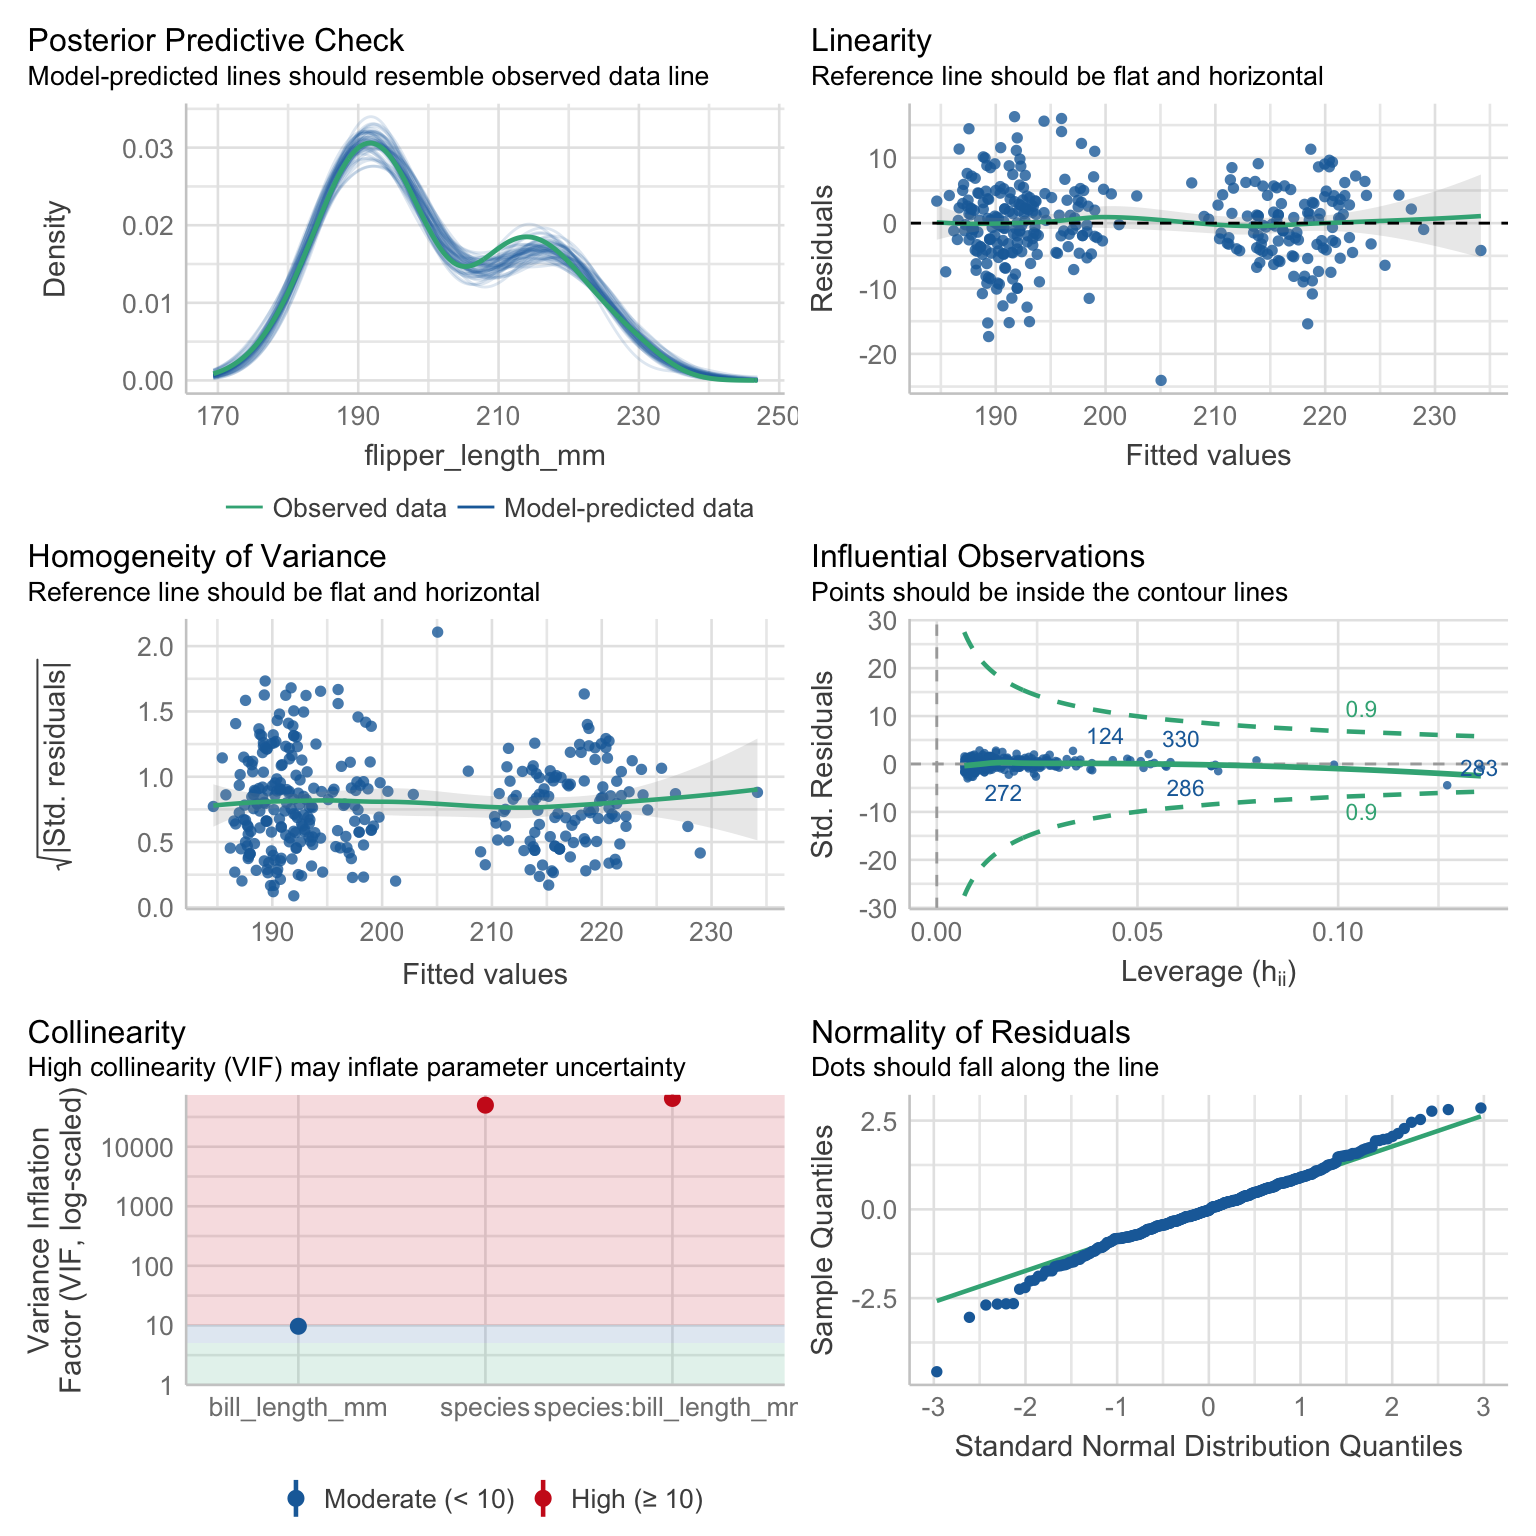 Posterior Predictive Check
Model-predicted lines should resemble observed data line
Density
0.03
0.02
0.01
0.00
170 190 210 230 250
flipper_length_mm
Observed data Model-predicted data
Linearity
Reference line should be flat and horizontal
Residuals
10
0
-10
-20
190 200 210 220 230
Fitted values
Homogeneity of Variance
Reference line should be flat and horizontal
√|Std. residuals|
2.0
1.5
1.0
0.5
0.0
190 200 210 220 230
Fitted values
Influential Observations
Points should be inside the contour lines
Std. Residuals
30
20
10
0
-10
-20
-30
0.9
124 330
283
272 286
0.9
0.00 0.05 0.10
Leverage (hii)
Collinearity
High collinearity (VIF) may inflate parameter uncertainty
Variance Inflation
Factor (VIF, log-scaled)
10000
1000
100
10
1
bill_length_mm species species:bill_length_mr
Moderate (< 10) High (≥ 10)
Normality of Residuals
Dots should fall along the line
Sample Quantiles
2.5
0.0
-2.5
-3 -2 -1 0 1 2 3
Standard Normal Distribution Quantiles